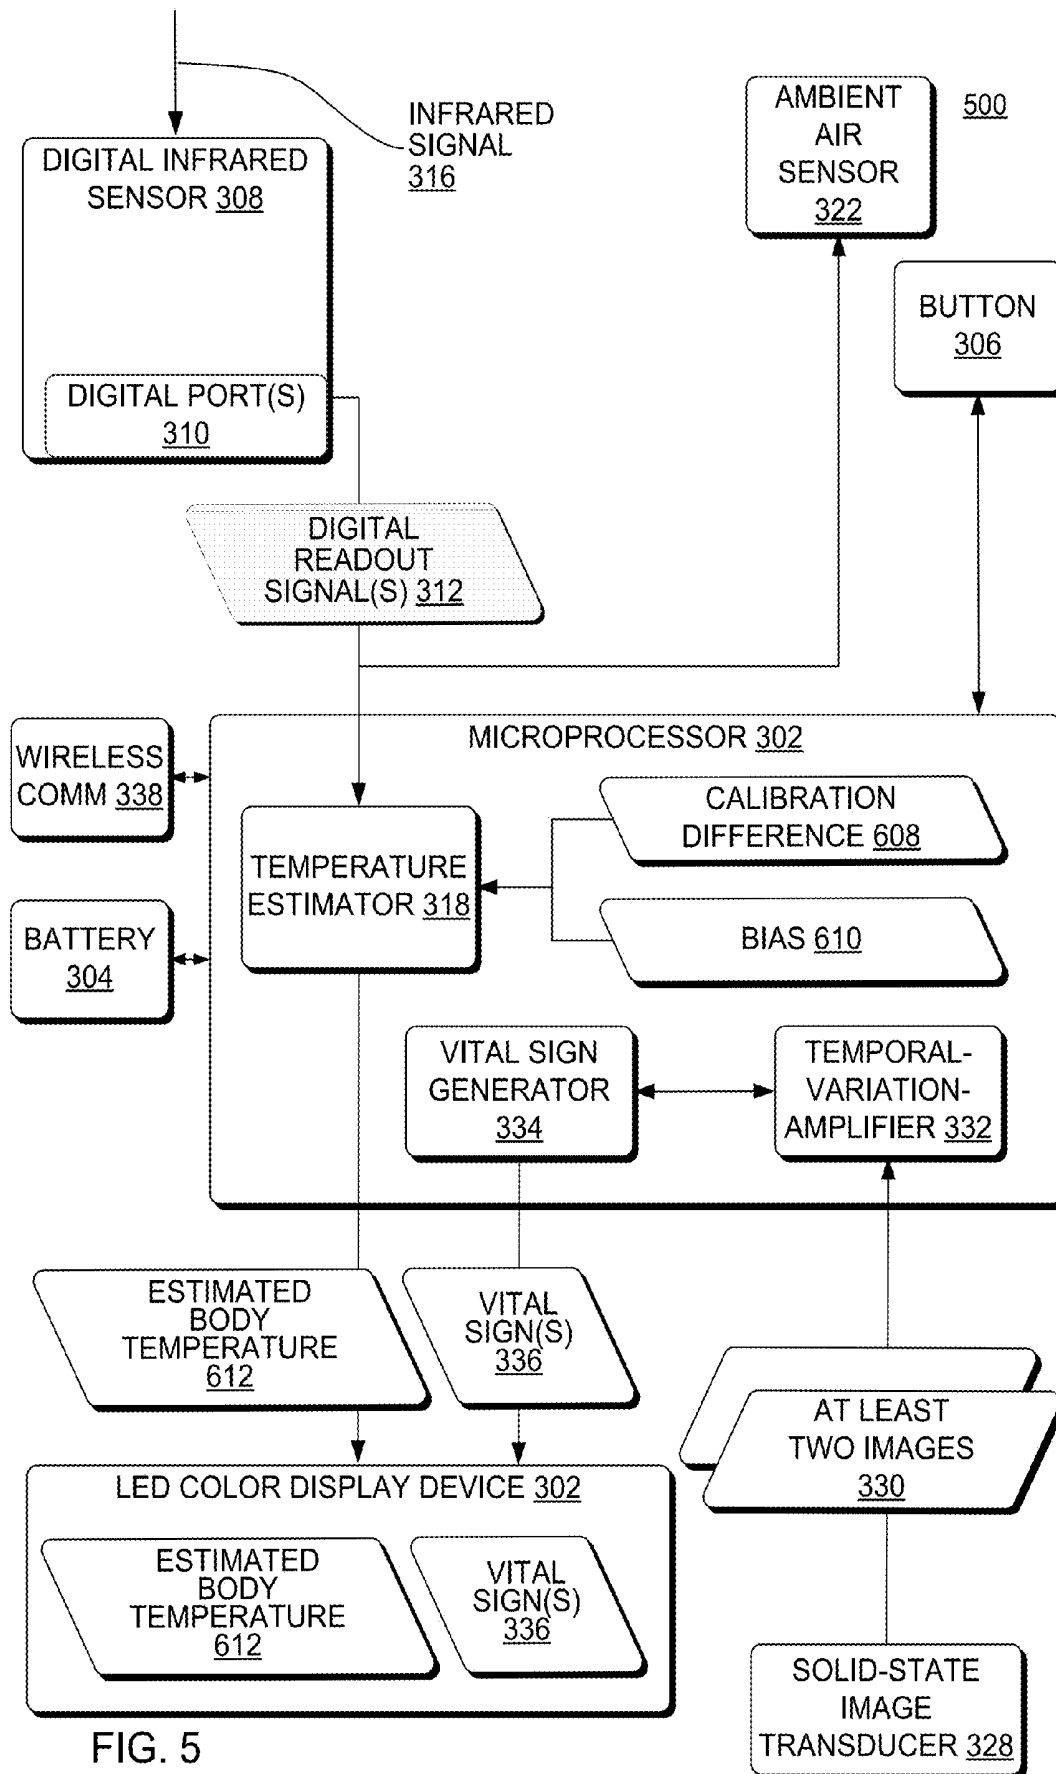 INFRARED
SIGNAL
316
DIGITAL INFRARED
SENSOR 308
AMBIENT
AIR
SENSOR
322
500
BUTTON
306
DIGITAL PORT(S)
310
DIGITAL
READOUT
SIGNAL(S) 312
MICROPROCESSOR 302
WIRELESS
COMM 338
CALIBRATION
DIFFERENCE 608
TEMPERATURE
ESTIMATOR 318
BATTERY
304
BIAS 610
VITAL SIGN
GENERATOR
334
TEMPORAL-
VARIATION-
AMPLIFIER 332
ESTIMATED
BODY
TEMPERATURE
612
VITAL
SIGN(S)
336
AT LEAST
TWO IMAGES
330
LED COLOR DISPLAY DEVICE 302
ESTIMATED
BODY
TEMPERATURE
612
VITAL
SIGN(S)
336
SOLID-STATE
IMAGE
TRANSDUCER 328
FIG. 5